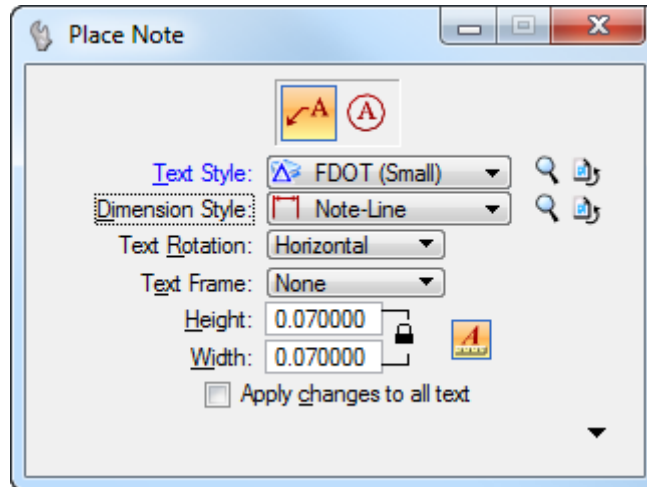 Place Note
A A
Text Style: FDOT (Small)
Dimension Style: Note-Line
Text Rotation: Horizontal
Text Frame: None
Height: 0.070000
A
Width: 0.070000
Apply changes to all text